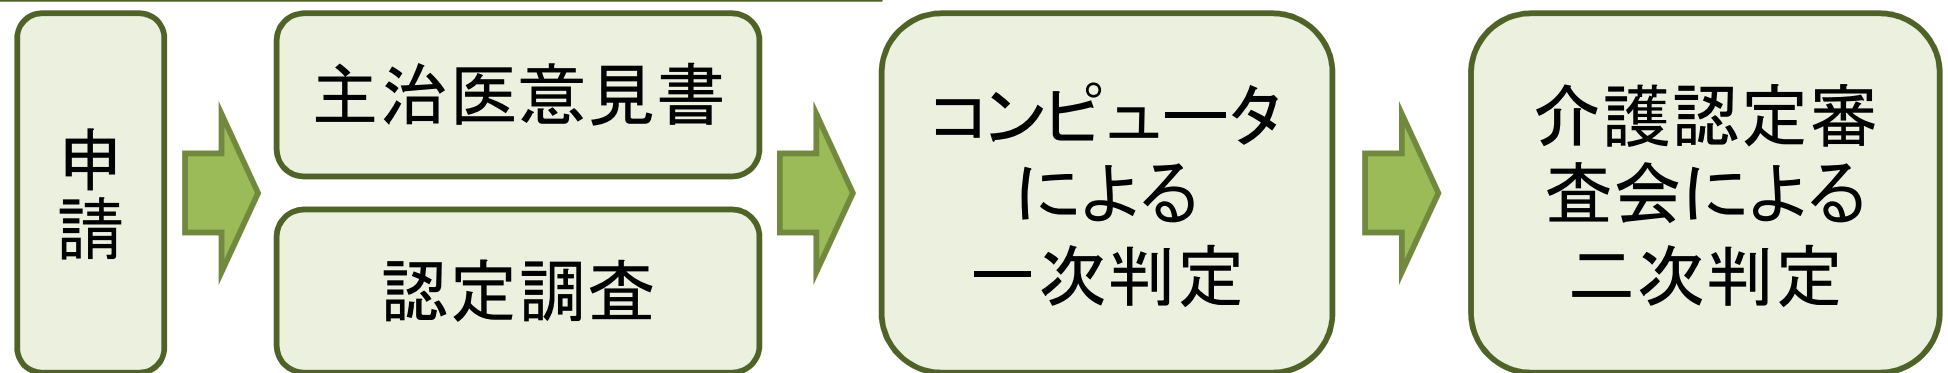 申
請
主治医意見書
認定調査
コンピュータ
による
一次判定
介護認定審
査会による
二次判定